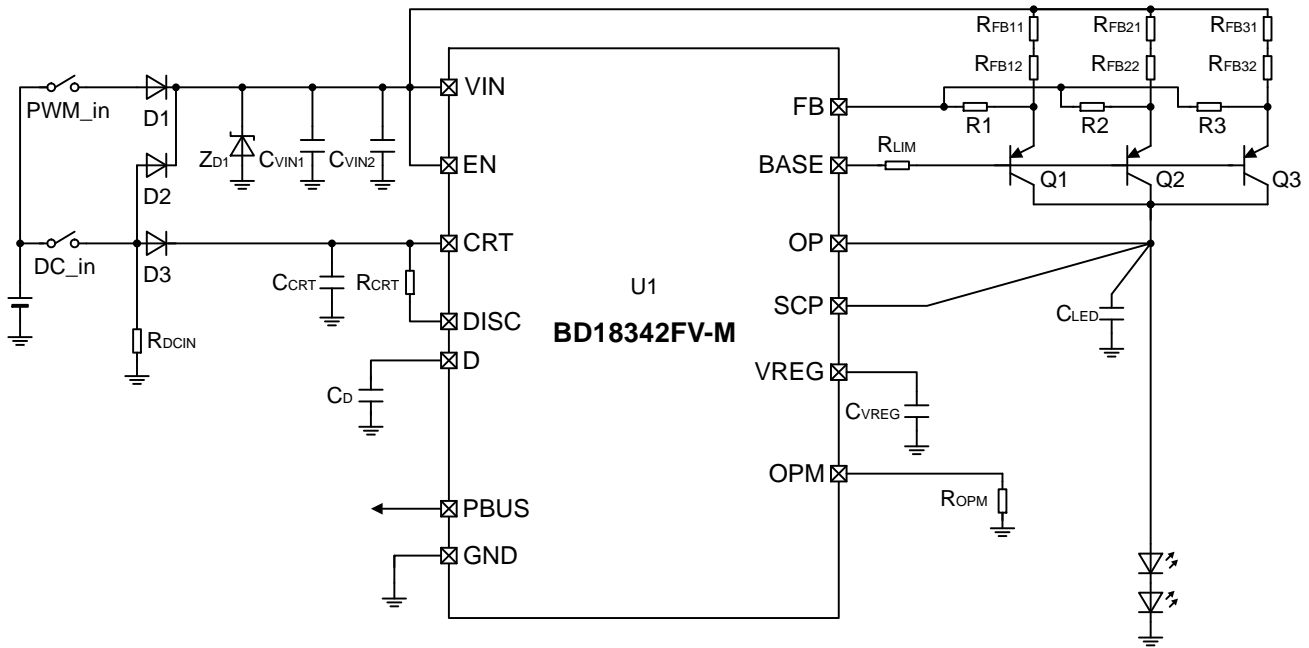 RFB11
RFB21
RFB31
RFB12
RFB22
RFB32
PWM_in
D1
VIN
FB
R1
R2
R3
ZD1
CVIN1
CVIN2
D2
EN
BASE
RLIM
Q1
Q2
Q3
DC_in
D3
CRT
OP
CCRT
RCRT
U1
SCP
BD18342FV-M
CLED
RDCIN
DISC
D
VREG
CD
CVREG
OPM
ROPM
PBUS
GND